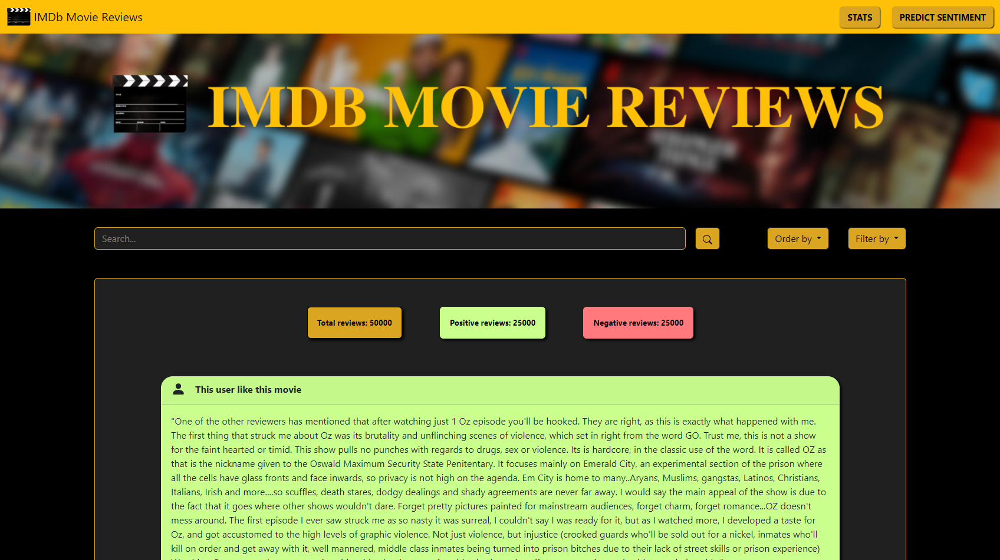 IMDb Movie Reviews
STATS
PREDICT SENTIMENT
IMDB MOVIE REVIEWS
Search...
Order by
Filter by
Total reviews: 50000
Positive reviews: 25000
Negative reviews: 25000
This user like this movie
"One of the other reviewers has mentioned that after watching just 1 Oz episode you'll be hooked. They are right, as this is exactly what happened with me.
The first thing that struck me about Oz was its brutality and unflinching scenes of violence, which set in right from the word GO. Trust me, this is not a show
for the faint hearted or timid. This show pulls no punches with regards to drugs, sex or violence. Its is hardcore, in the classic use of the word. It is called OZ as
that is the nickname given to the Oswald Maximum Security State Penitentary. It focuses mainly on Emerald City, an experimental section of the prison where
all the cells have glass fronts and face inwards, so privacy is not high on the agenda. Em City is home to many..Aryans, Muslims, gangstas, Latinos, Christians,
Italians, Irish and more....so scuffles, death stares, dodgy dealings and shady agreements are never far away. I would say the main appeal of the show is due to
the fact that it goes where other shows wouldn't dare. Forget pretty pictures painted for mainstream audiences, forget charm, forget romance...OZ doesn't
mess around. The first episode I ever saw struck me as so nasty it was surreal, I couldn't say I was ready for it, but as I watched more, I developed a taste for
Oz, and got accustomed to the high levels of graphic violence. Not just violence, but injustice (crooked guards who'll be sold out for a nickel, inmates who'll
kill on order and get away with it, well mannered, middle class inmates being turned into prison bitches due to their lack of street skills or prison experience)